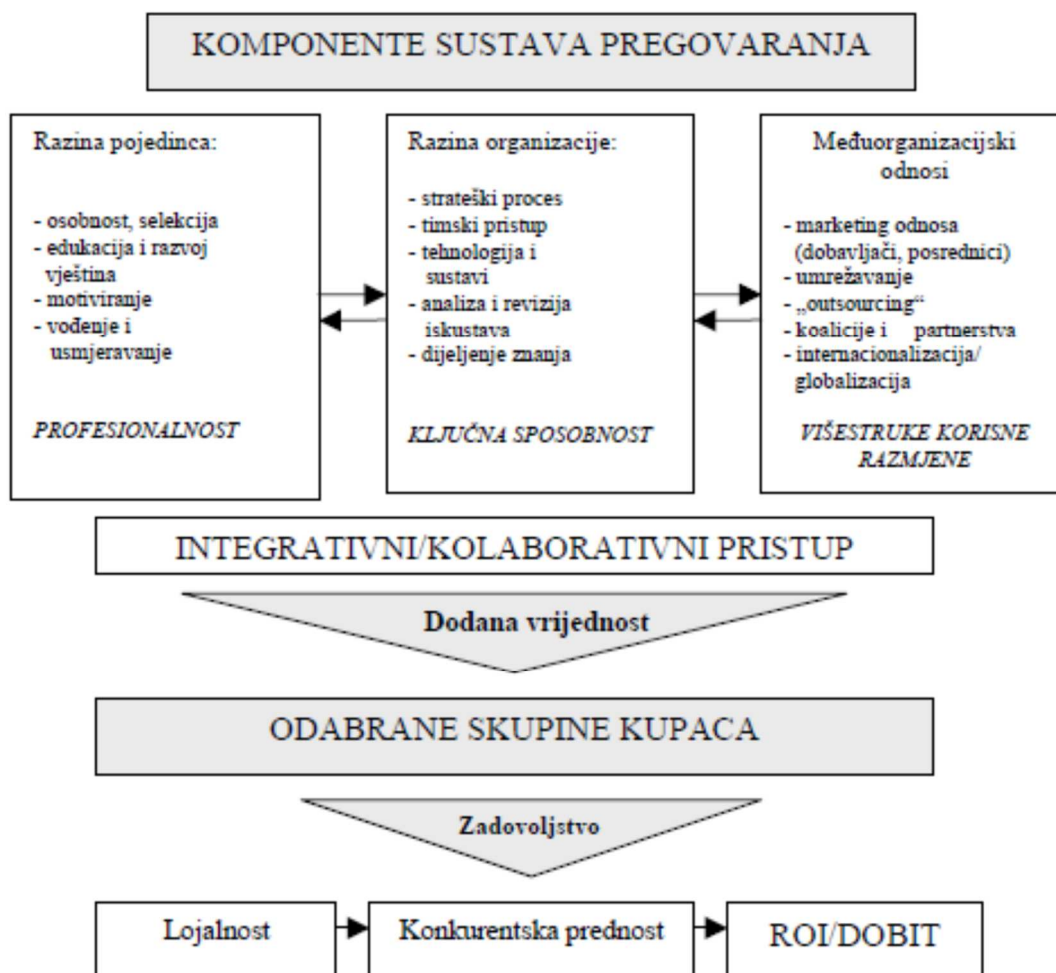 KOMPONENTE SUSTAVA PREGOVARANJA
Razina pojedinca:
- osobnost, selekcija
- edukacija i razvoj
vještina
- motiviranje
- vođenje i
usmjeravanje
PROFESIONALNOST
Razina organizacije:
- strateški proces
- timski pristup
- tehnologija i
sustavi
- analiza i revizija
iskustava
- dijeljenje znanja
KLJUČNA SPOSOBNOST
Međuorganizacijski
odnosi
- marketing odnosa
(dobavljači, posrednici)
- umrežavanje
- „outsourcing“
- koalicije i partnerstva
- internacionalizacija/
globalizacija
VIŠESTRUKE KORISNE
RAZMJENE
INTEGRATIVNI/KOLABORATIVNI PRISTUP
Dodana vrijednost
ODABRANE SKUPINE KUPACA
Zadovoljstvo
Lojalnost
Konkurentska prednost
ROI/DOBIT